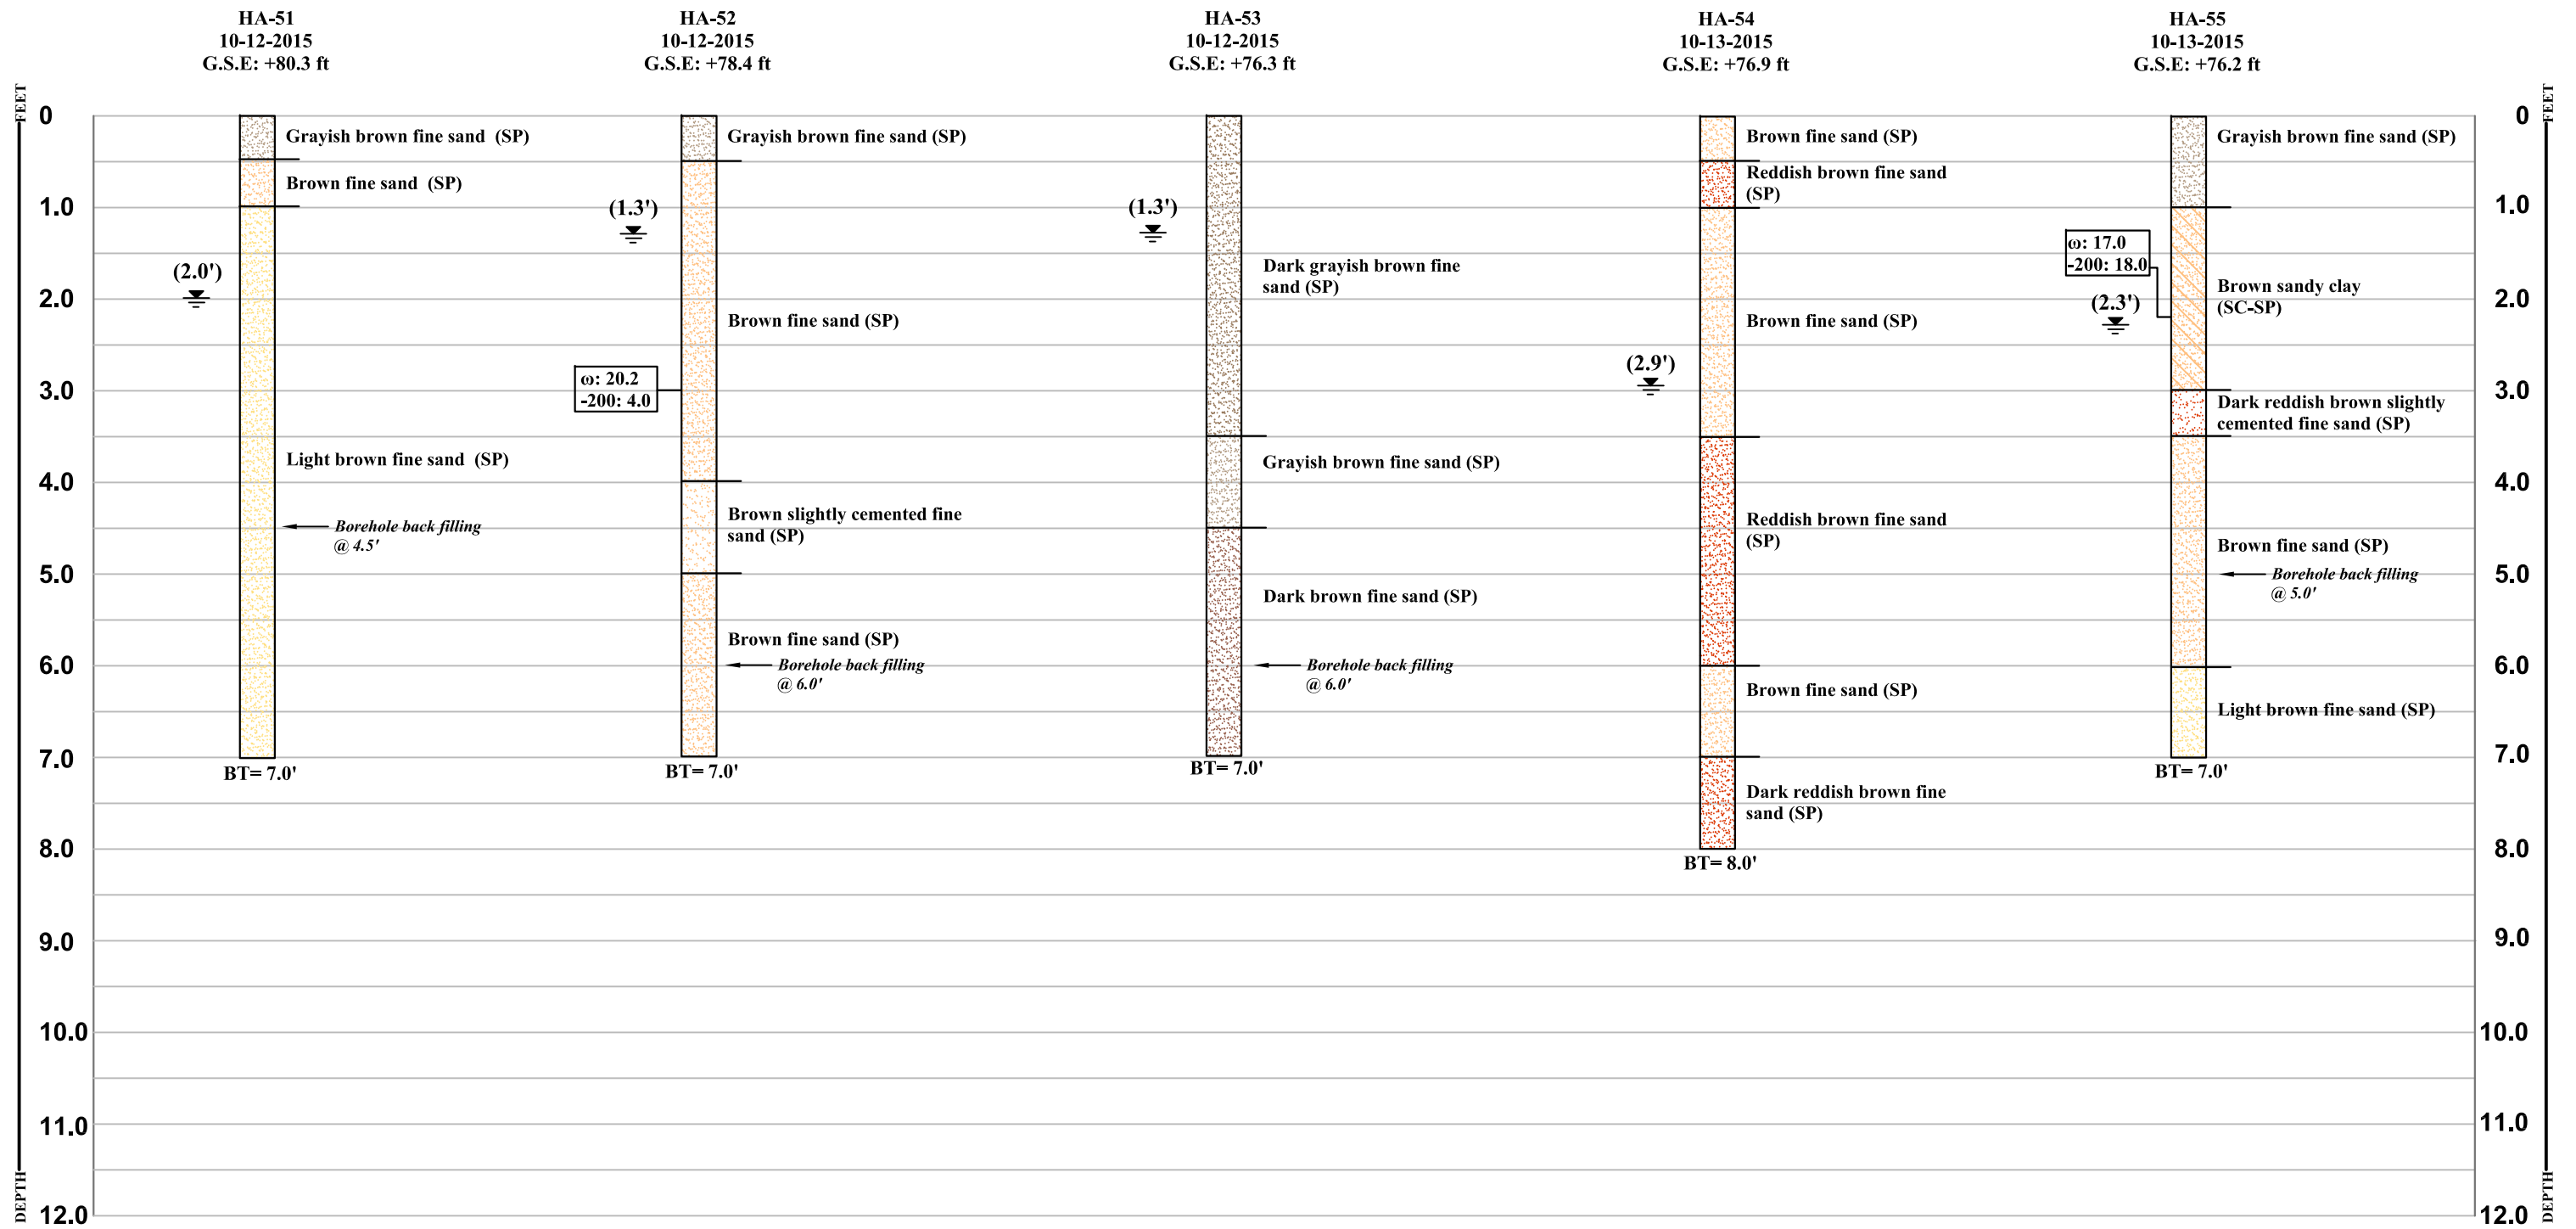 HA-51
10-12-2015
G.S.E: +80.3 ft
HA-52
10-12-2015
G.S.E: +78.4 ft
HA-53
10-12-2015
G.S.E: +76.3 ft
HA-54
10-13-2015
G.S.E: +76.9 ft
HA-55
10-13-2015
G.S.E: +76.2 ft
FEET
0
1.0
2.0
3.0
4.0
5.0
6.0
7.0
8.0
9.0
10.0
11.0
12.0
DEPTH
Grayish brown fine sand (SP)
Brown fine sand (SP)
(2.0')
Light brown fine sand (SP)
Borehole back filling
@ 4.5'
BT= 7.0'
Grayish brown fine sand (SP)
(1.3')
Brown fine sand (SP)
ω: 20.2
-200: 4.0
Brown slightly cemented fine
sand (SP)
Brown fine sand (SP)
Borehole back filling
@ 6.0'
BT= 7.0'
(1.3')
Dark grayish brown fine
sand (SP)
Grayish brown fine sand (SP)
Dark brown fine sand (SP)
Borehole back filling
@ 6.0'
BT= 7.0'
Brown fine sand (SP)
Reddish brown fine sand
(SP)
Brown fine sand (SP)
(2.9')
Reddish brown fine sand
(SP)
Brown fine sand (SP)
Dark reddish brown fine
sand (SP)
BT= 8.0'
Grayish brown fine sand (SP)
ω: 17.0
-200: 18.0
Brown sandy clay
(SC-SP)
(2.3')
Dark reddish brown slightly
cemented fine sand (SP)
Brown fine sand (SP)
Borehole back filling
@ 5.0'
Light brown fine sand (SP)
BT= 7.0'
FEET
0
1.0
2.0
3.0
4.0
5.0
6.0
7.0
8.0
9.0
10.0
11.0
12.0
DEPTH